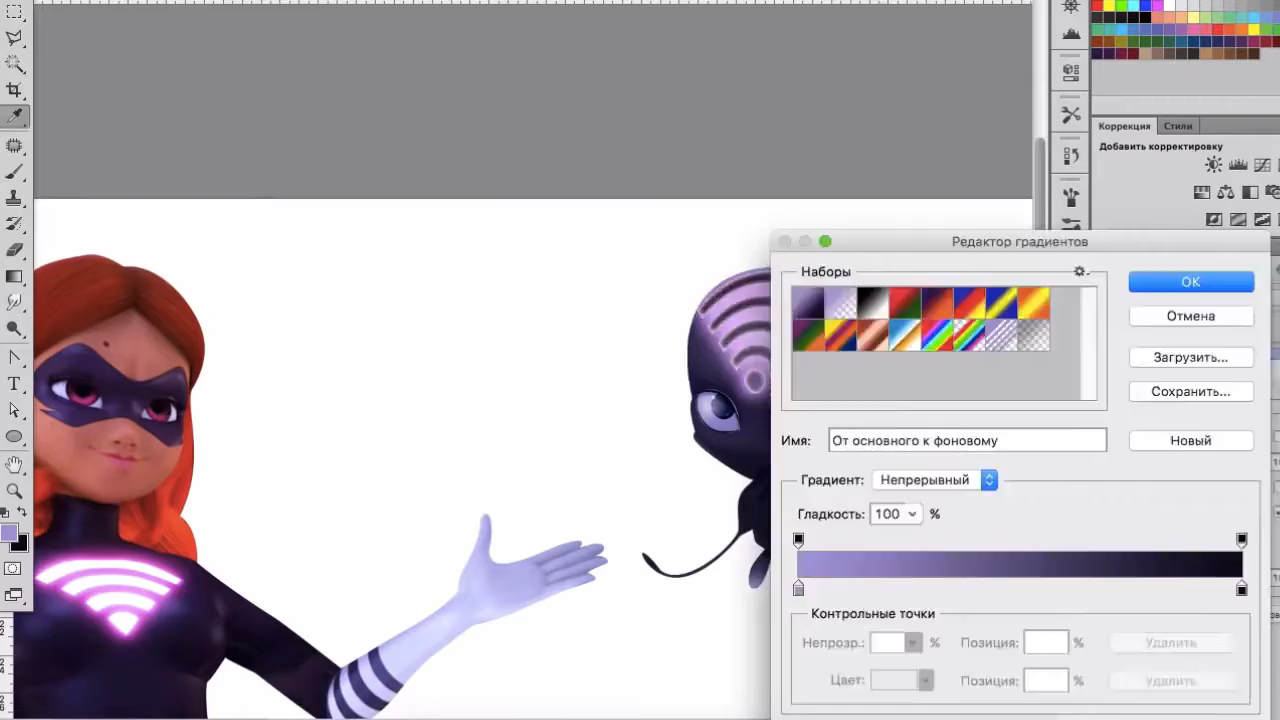 Коррекция Стили
Добавить корректировку
Редактор градиентов
Наборы
OK
Отмена
Загрузить...
Сохранить...
Имя: От основного к фоновому
Новый
Градиент: Непрерывный
Гладкость: 100 %
Контрольные точки
Непрозр.: % Позиция: % Удалить
Цвет: Позиция: % Удалить